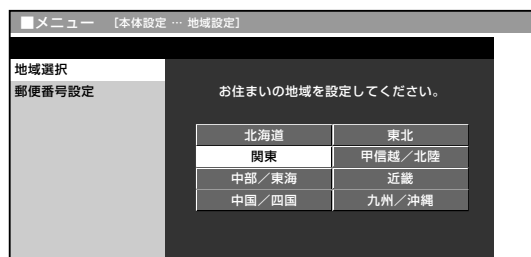 ■メニュー [本体設定 … 地域設定]
地域選択
郵便番号設定
お住まいの地域を設定してください。
北海道 東北
関東 甲信越／北陸
中部／東海 近畿
中国／四国 九州／沖縄